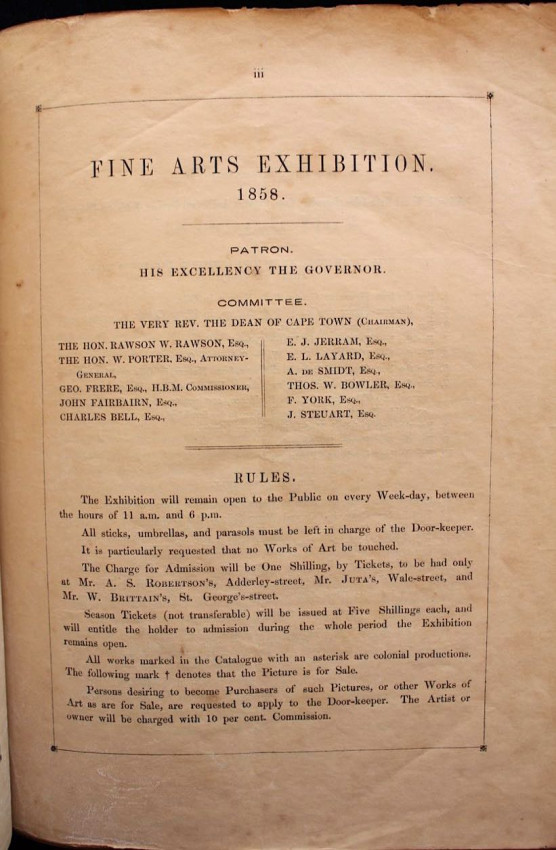 iii
FINE ARTS EXHIBITION.
1858.
PATRON.
HIS EXCELLENCY THE GOVERNOR.
COMMITTEE.
THE VERY REV. THE DEAN OF CAPE TOWN (CHAIRMAN),
THE HON. RAWSON W. RAWSON, ESQ.,
THE HON. W. PORTER, ESQ., ATTORNEY-
GENERAL,
GEO. FRERE, ESQ., H.B.M. COMMISSIONER,
JOHN FAIRBAIRN, ESQ.,
CHARLES BELL, ESQ.,
E. J. JERRAM, ESQ.,
E. L. LAYARD, ESQ.,
A. DE SMIDT, ESQ.,
THOS. W. BOWLER, ESQ.,
F. YORK, ESQ.,
J. STEUART, ESQ.
RULES.
The Exhibition will remain open to the Public on every Week-day, between
the hours of 11 a.m. and 6 p.m.
All sticks, umbrellas, and parasols must be left in charge of the Door-keeper.
It is particularly requested that no Works of Art be touched.
The Charge for Admission will be One Shilling, by Tickets, to be had only
at Mr. A. S. ROBERTSON'S, Adderley-street, Mr. JUTA'S, Wale-street, and
Mr. W. BRITTAIN'S, St. George's-street.
Season Tickets (not transferable) will be issued at Five Shillings each, and
will entitle the holder to admission during the whole period the Exhibition
remains open.
All works marked in the Catalogue with an asterisk are colonial productions.
The following mark † denotes that the Picture is for Sale.
Persons desiring to become Purchasers of such Pictures, or other Works of
Art as are for Sale, are requested to apply to the Door-keeper. The Artist or
owner will be charged with 10 per cent. Commission.